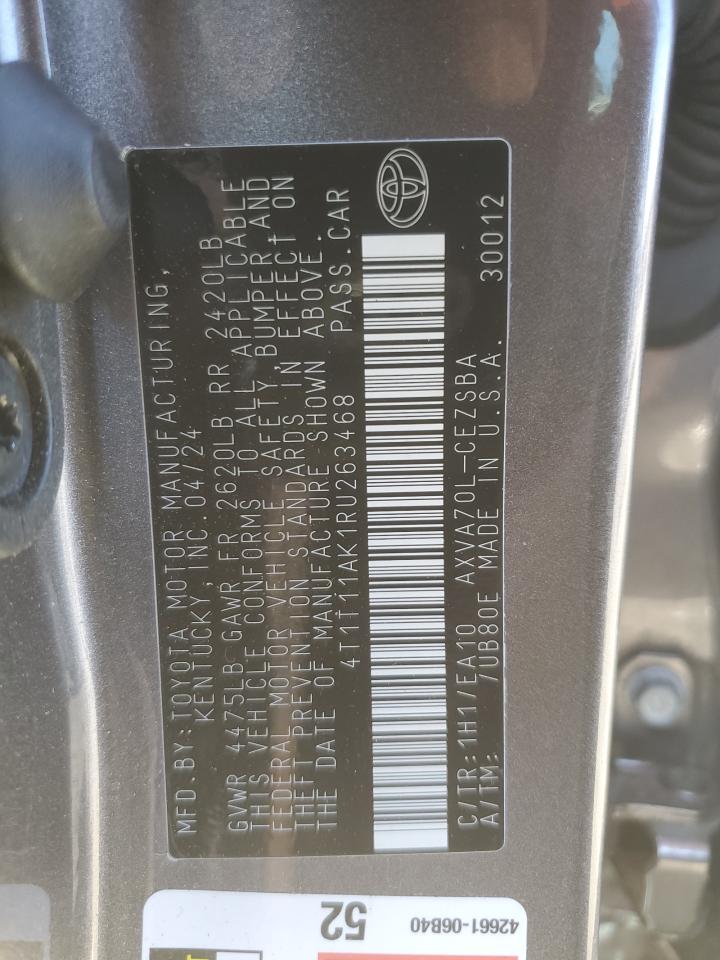 MFD.BY:TOYOTA MOTOR MANUFACTURING,
KENTUCKY,INC.04/24
GVWR 4475LB GAWR FR 2620LB RR 2420LB
THIS VEHICLE CONFORMS TO ALL APPLICABLE
FEDERAL MOTOR VEHICLE SAFETY, BUMPER, AND
THEFT PREVENTION STANDARDS IN EFFECT ON
THE DATE OF MANUFACTURE SHOWN ABOVE.
4T1T11AK1RU263468 PASS.CAR
C/TR:1H1/EA10 AXVA70L-CEZSBA
A/TM: /UB80E MADE IN U.S.A. 30012
52
42661-06B40